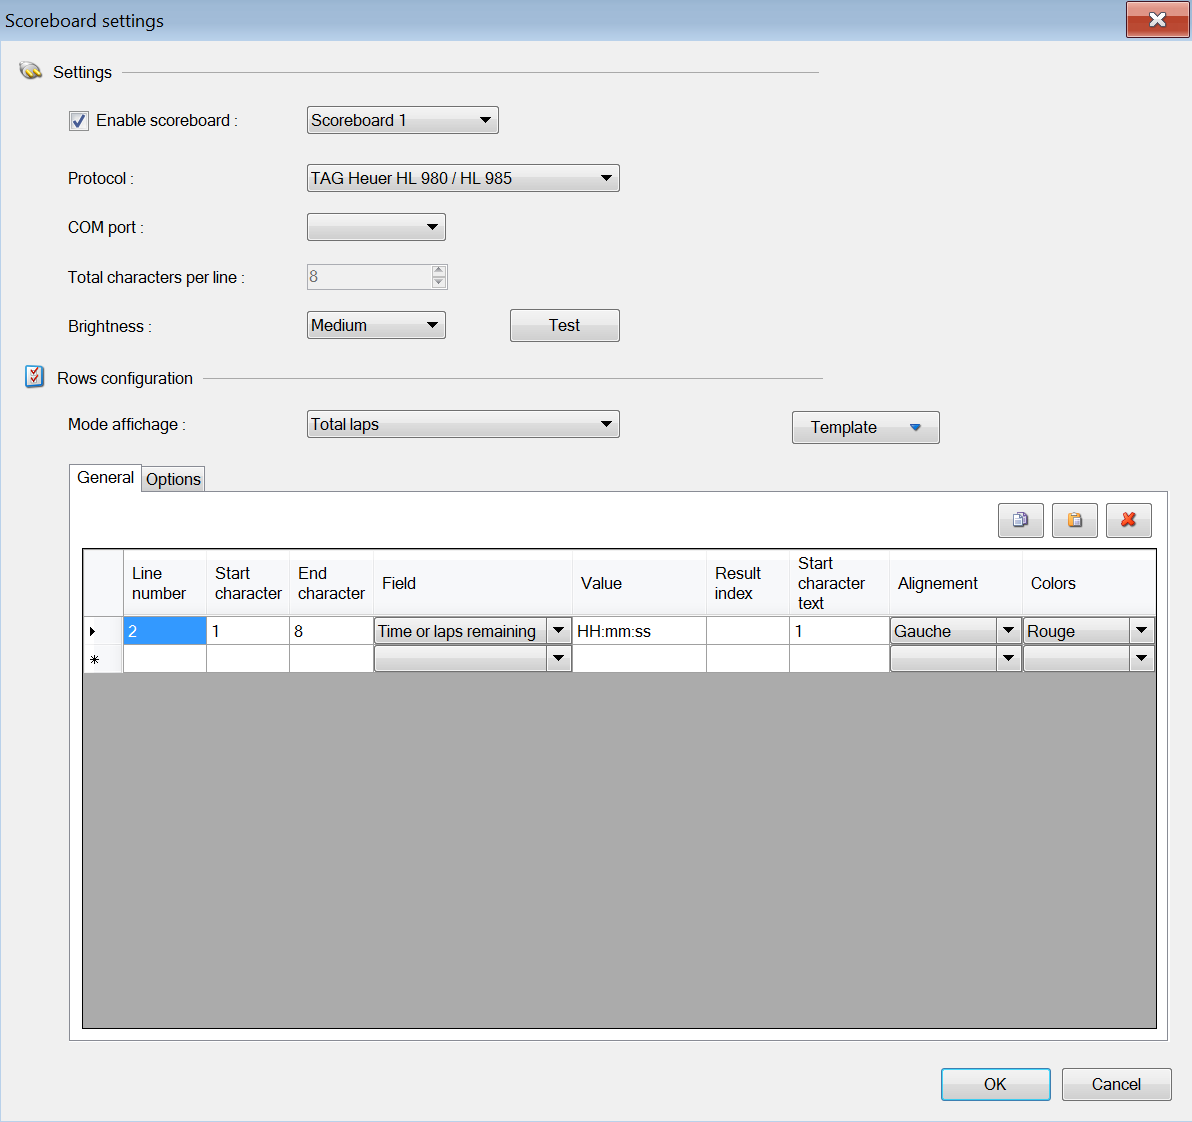 Scoreboard settings
Settings
Enable scoreboard :
Scoreboard 1
Protocol :
TAG Heuer HL 980 / HL 985
COM port :
Total characters per line :
8
Brightness :
Medium
Test
Rows configuration
Mode affichage :
Total laps
Template
General
Options
Line number
Start character
End character
Field
Value
Result index
Start character text
Alignement
Colors
2
1
8
Time or laps remaining
HH:mm:ss
1
Gauche
Rouge
OK
Cancel